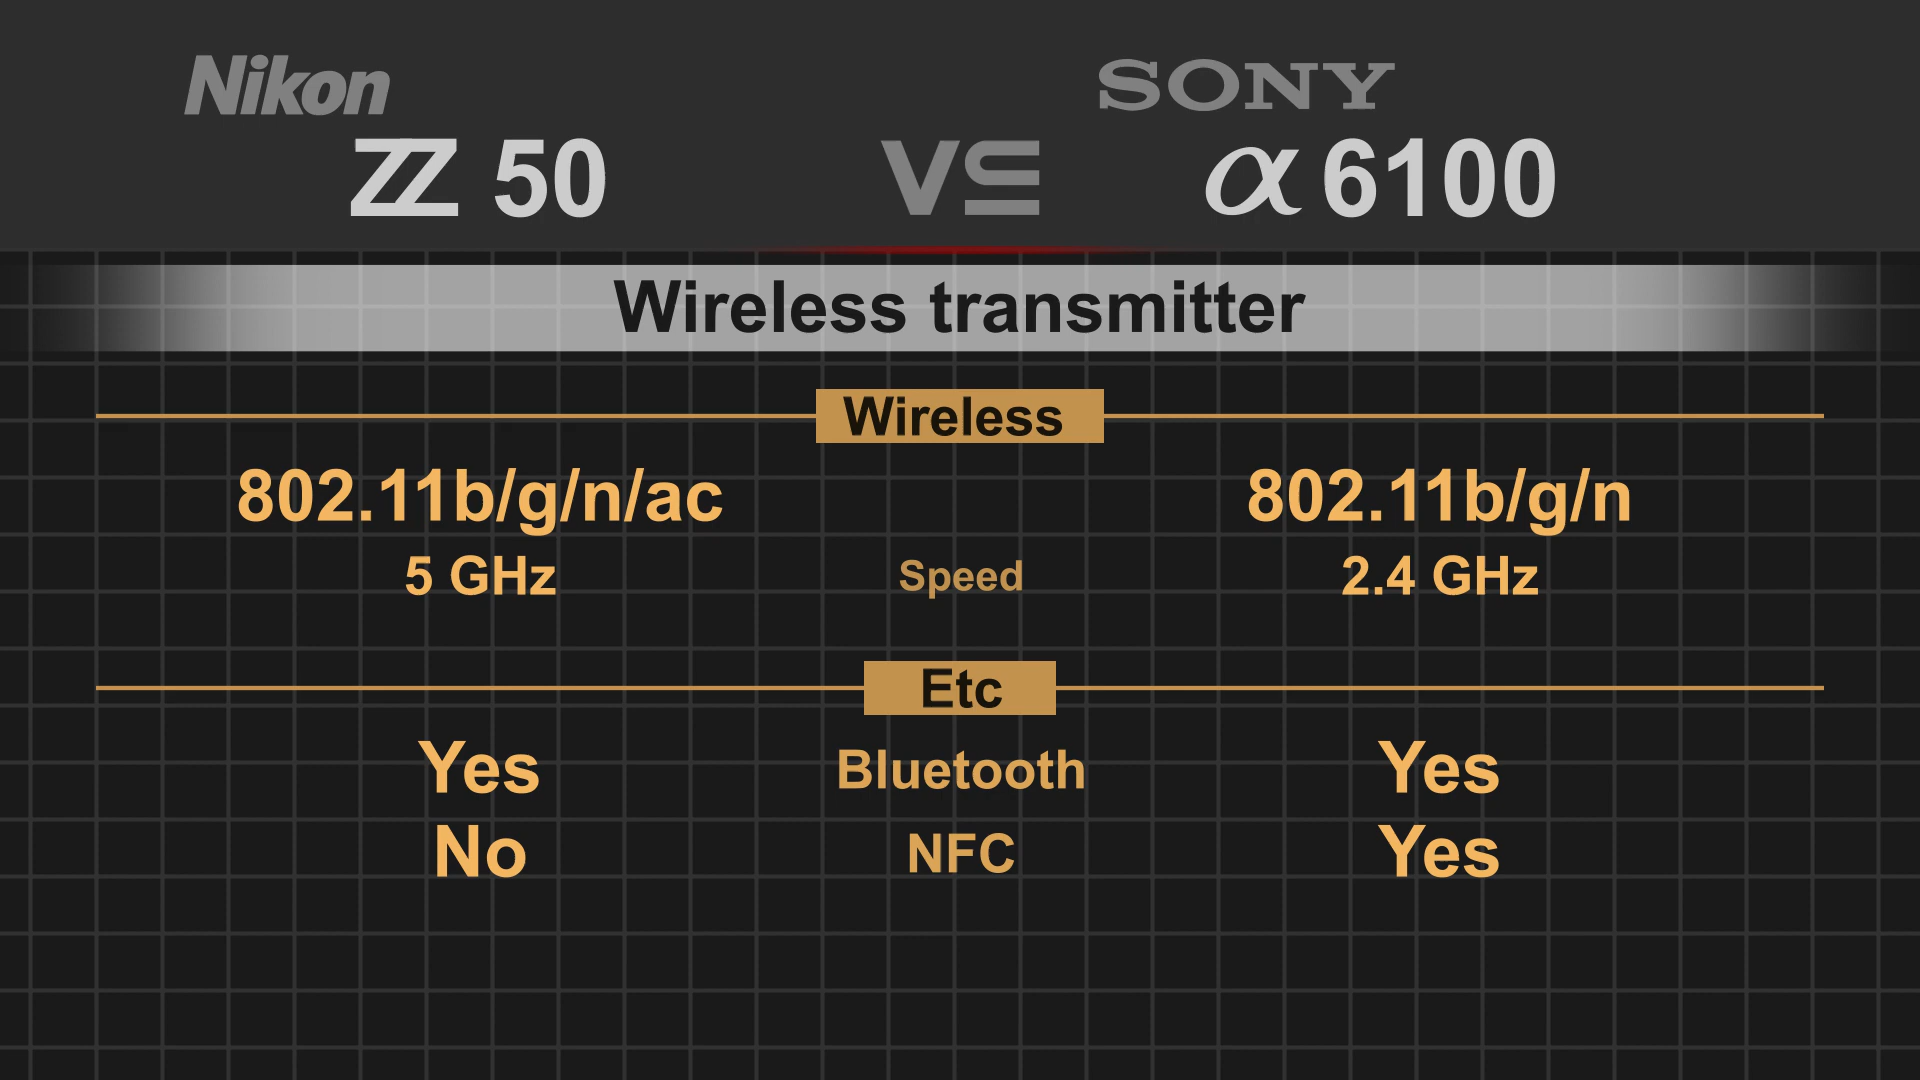 Nikon SONY
Z 50 VS α 6100
Wireless transmitter
Wireless
802.11b/g/n/ac 802.11b/g/n
5 GHz Speed 2.4 GHz
Etc
Yes Bluetooth Yes
No NFC Yes